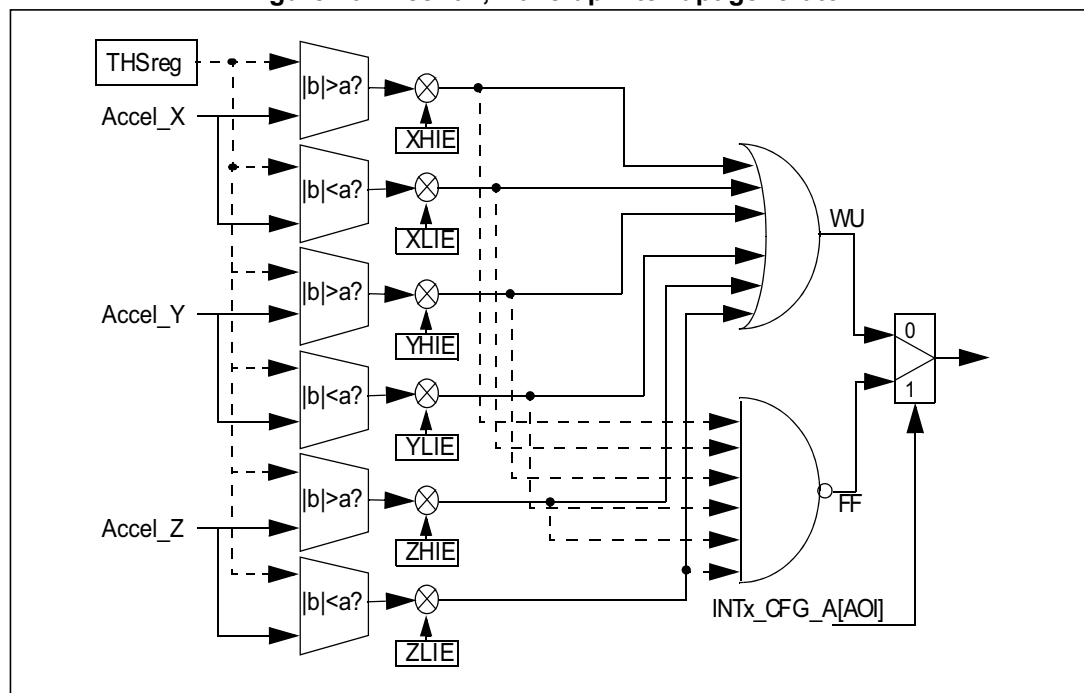 THSreg
Accel_X
|b|>a?
XHIE
|b|<a?
XLIE
Accel_Y
|b|>a?
YHIE
|b|<a?
YLIE
Accel_Z
|b|>a?
ZHIE
|b|<a?
ZLIE
WU
FF
0
1
INTx_CFG_A[AOI]